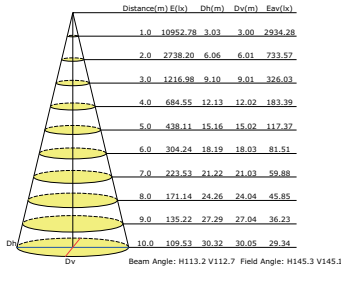 Distance(m) E(lx) Dh(m) Dv(m) Eav(lx)
1.0 10952.78 3.03 3.00 2934.28
2.0 2738.20 6.06 6.01 733.57
3.0 1216.98 9.10 9.01 326.03
4.0 684.55 12.13 12.02 183.39
5.0 438.11 15.16 15.02 117.37
6.0 304.24 18.19 18.03 81.51
7.0 223.53 21.22 21.03 59.88
8.0 171.14 24.26 24.04 45.85
9.0 135.22 27.29 27.04 36.23
Dh 10.0 109.53 30.32 30.05 29.34
Dv Beam Angle: H113.2 V112.7 Field Angle: H145.3 V145.1